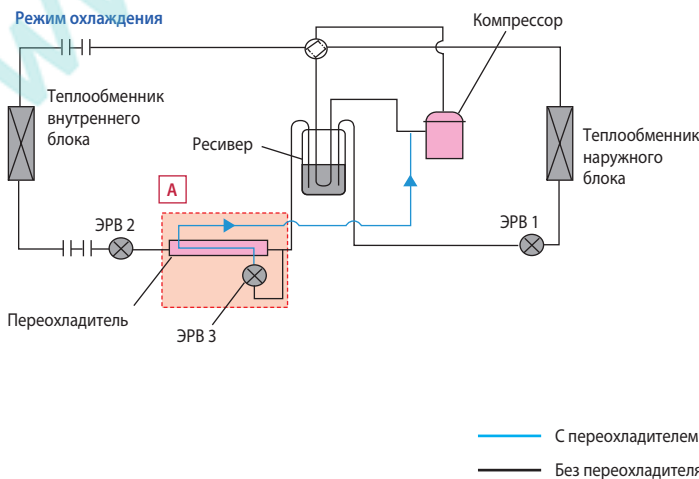 Режим охлаждения
Компрессор
Теплообменник
внутреннего
блока
Ресивер
Теплообменник
наружного
блока
A
ЭРВ 2
ЭРВ 1
Переохладитель
ЭРВ 3
С переохладителем
Без переохладителя